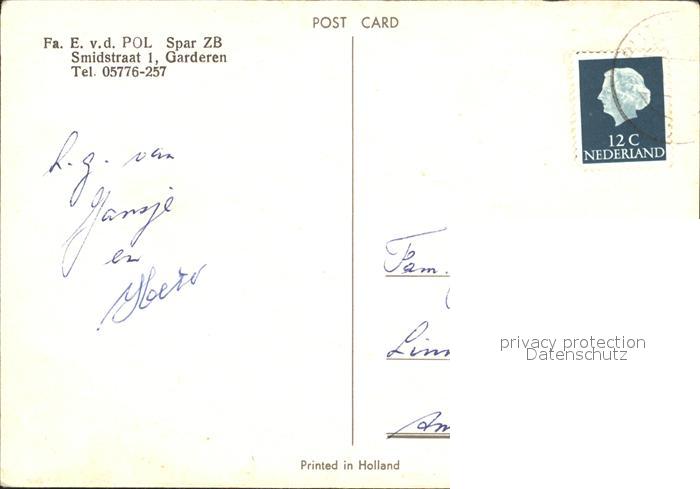 POST CARD
Fa. E. v.d. POL Spar ZB
Smidstraat 1, Garderen
Tel. 05776-257
12 C
NEDERLAND
h. g. van
Jansje
en
Fam.
privacy protection
Datenschutz
Printed in Holland